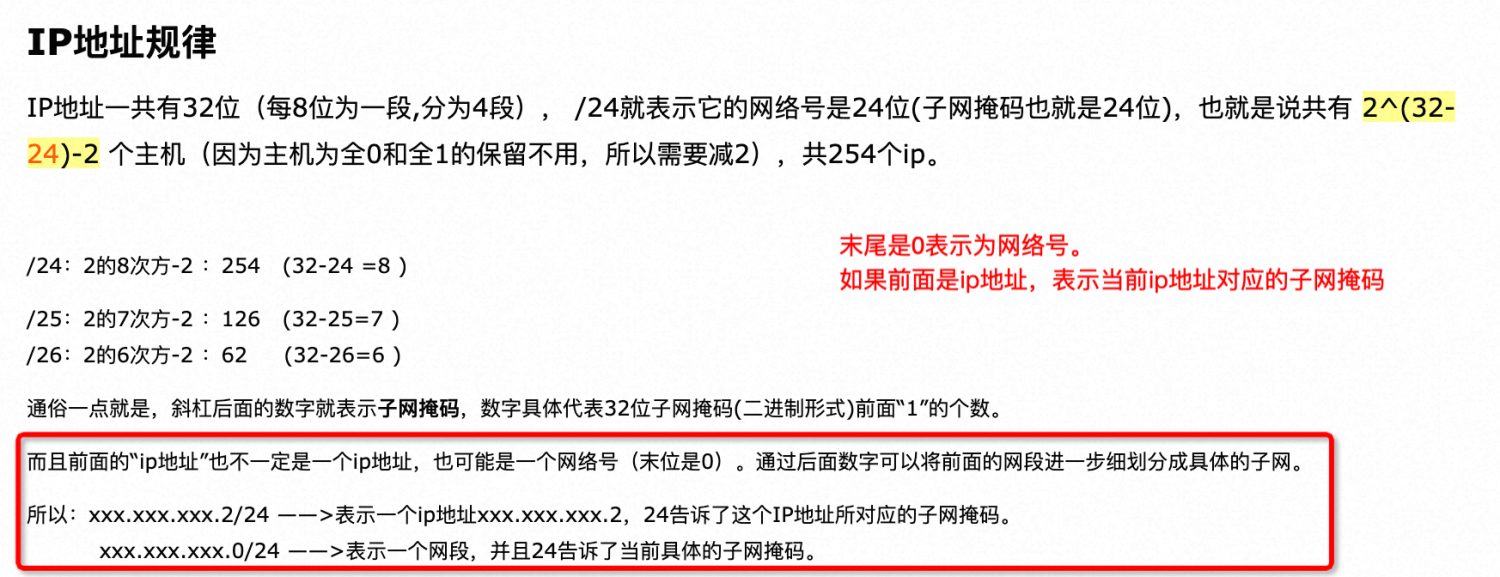 IP地址规律
IP地址一共有32位（每8位为一段,分为4段）， /24就表示它的网络号是24位(子网掩码也就是24位)，也就是说共有 2^(32-
24)-2 个主机（因为主机为全0和全1的保留不用，所以需要减2），共254个ip。
末尾是0表示为网络号。
/24：2的8次方-2 ：254 (32-24 =8 )
如果前面是ip地址，表示当前ip地址对应的子网掩码
/25：2的7次方-2 ：126 (32-25=7 )
/26：2的6次方-2 ：62 (32-26=6 )
通俗一点就是，斜杠后面的数字就表示子网掩码，数字具体代表32位子网掩码(二进制形式)前面“1”的个数。
而且前面的“ip地址”也不一定是一个ip地址，也可能是一个网络号（末位是0）。通过后面数字可以将前面的网段进一步细划分成具体的子网。
所以：xxx.xxx.xxx.2/24 ——>表示一个ip地址xxx.xxx.xxx.2，24告诉了这个IP地址所对应的子网掩码。
xxx.xxx.xxx.0/24 ——>表示一个网段，并且24告诉了当前具体的子网掩码。